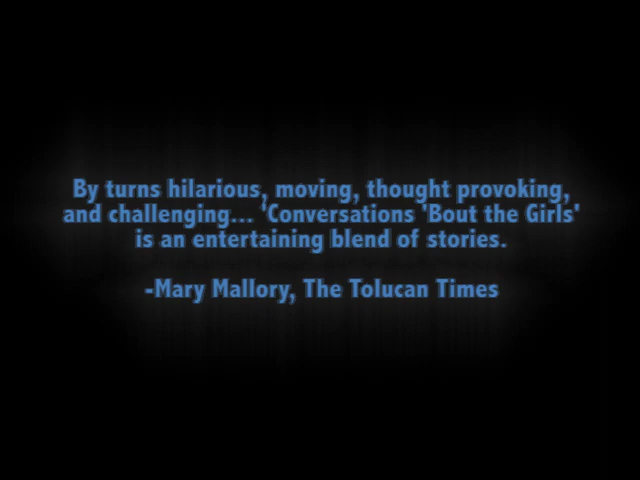 By turns hilarious, moving, thought provoking,
and challenging... 'Conversations 'Bout the Girls'
is an entertaining blend of stories.
-Mary Mallory, The Tolucan Times